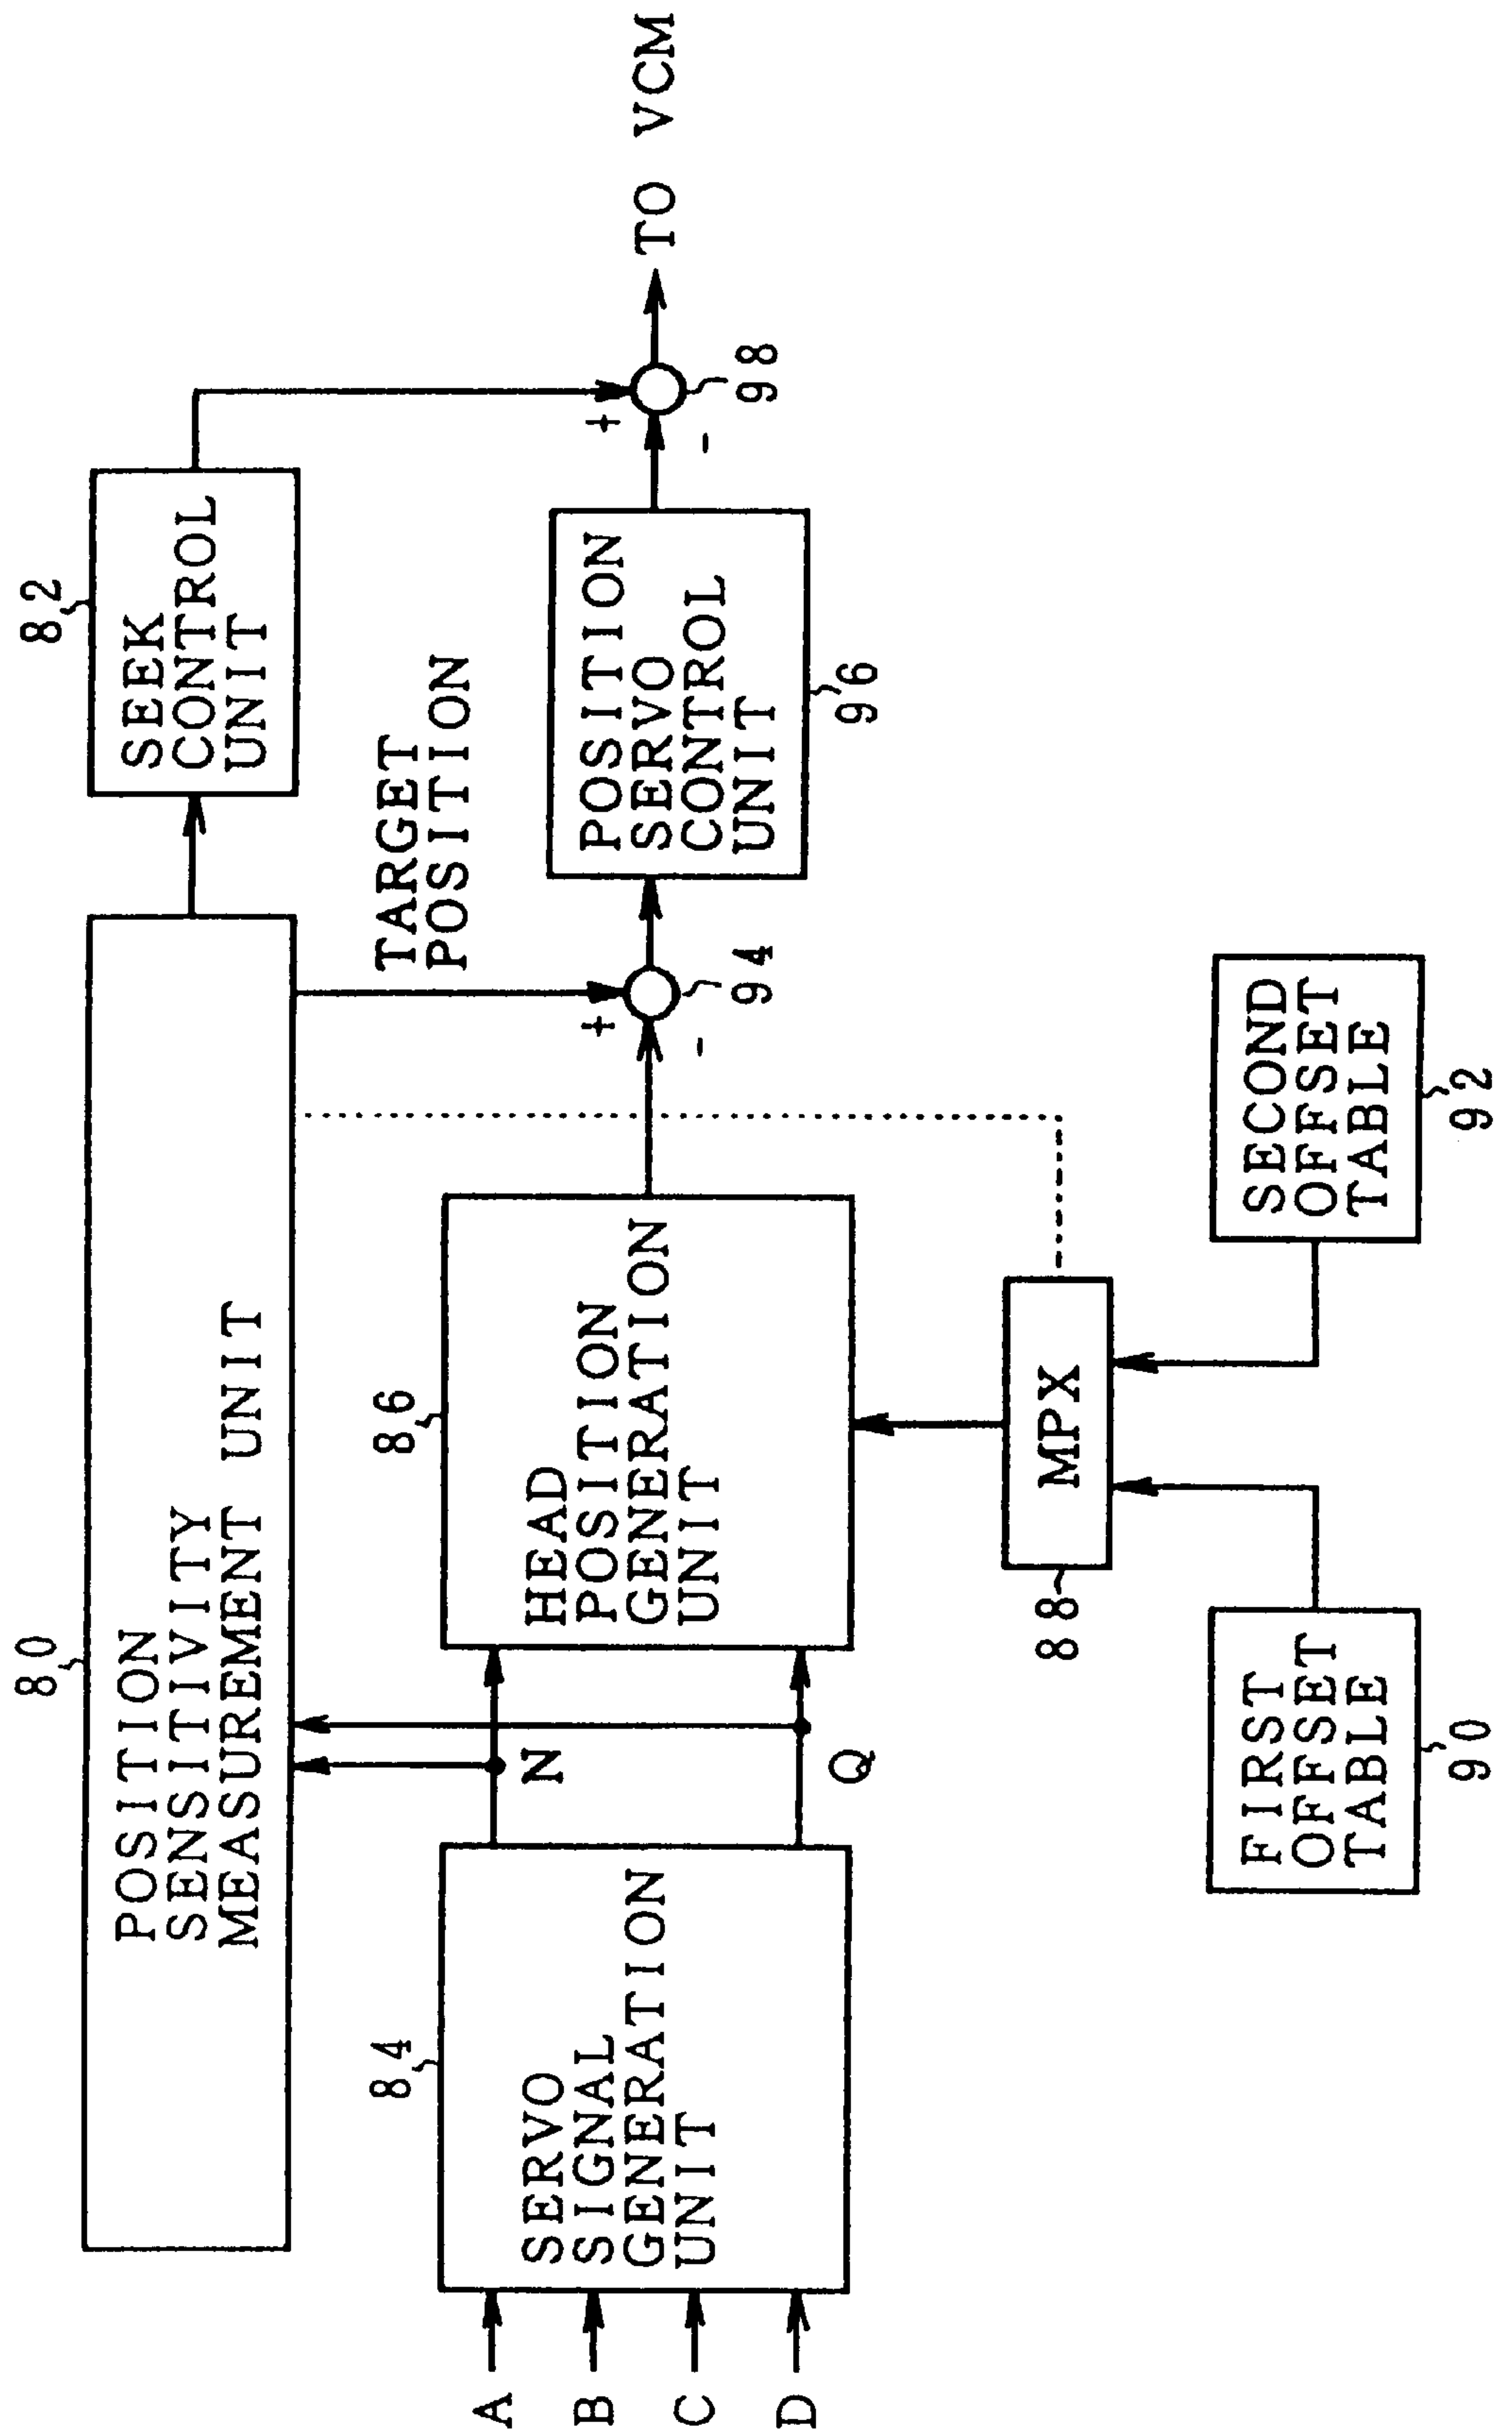 80
POSITION
SENSITIVITY
MEASUREMENT UNIT
82
SEEK
CONTROL
UNIT
TARGET
POSITION
84
SERVO
SIGNAL
GENERATION
UNIT
A
B
C
D
N
Q
86
HEAD
POSITION
GENERATION
UNIT
+
-
94
POSITION
SERVO
CONTROL
UNIT
96
+
-
98
TO VCM
88
MPX
FIRST
OFFSET
TABLE
90
SECOND
OFFSET
TABLE
92